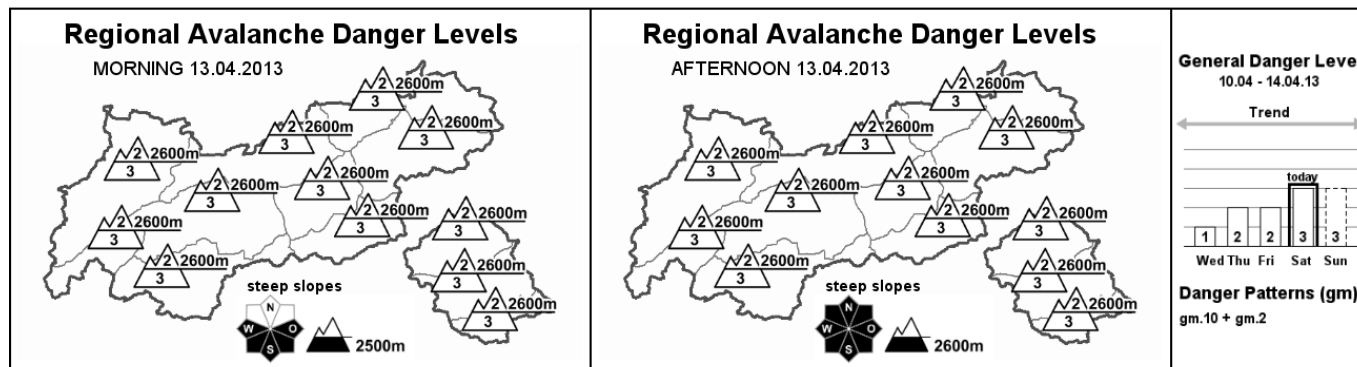 Regional Avalanche Danger Levels
MORNING 13.04.2013
2 2600m
3
2 2600m
3
2 2600m
3
2 2600m
3
2 2600m
3
2 2600m
3
2 2600m
3
2 2600m
3
2 2600m
3
2 2600m
3
2 2600m
3
2 2600m
3
steep slopes
N
W O
S
2500m
Regional Avalanche Danger Levels
AFTERNOON 13.04.2013
2 2600m
3
2 2600m
3
2 2600m
3
2 2600m
3
2 2600m
3
2 2600m
3
2 2600m
3
2 2600m
3
2 2600m
3
2 2600m
3
2 2600m
3
2 2600m
3
steep slopes
N
W O
S
2600m
General Danger Leve
10.04 - 14.04.13
Trend
today
1 2 2 3 3
Wed Thu Fri Sat Sun
Danger Patterns (gm)
gm.10 + gm.2